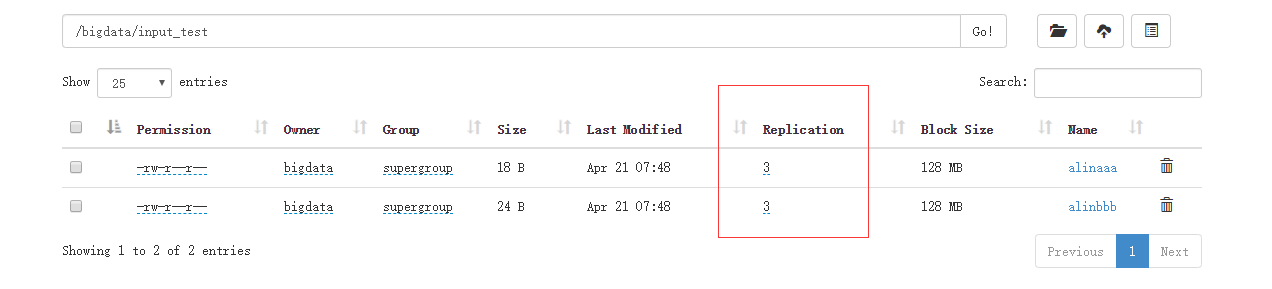 /bigdata/input_test Go!
Show 25 entries Search:
Permission Owner Group Size Last Modified Replication Block Size Name
-rw-r--r-- bigdata supergroup 18 B Apr 21 07:48 3 128 MB alinaaa
-rw-r--r-- bigdata supergroup 24 B Apr 21 07:48 3 128 MB alinbbb
Showing 1 to 2 of 2 entries Previous 1 Next